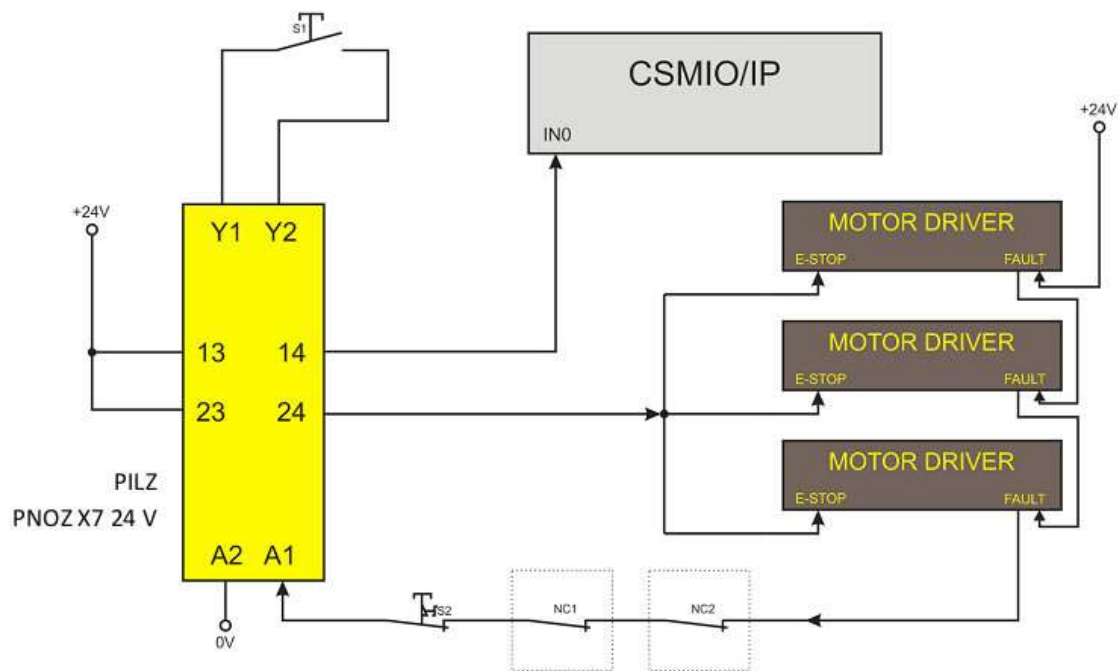 S1
CSMIO/IP
IN0
+24V
+24V
Y1 Y2
MOTOR DRIVER
E-STOP FAULT
13 14
MOTOR DRIVER
E-STOP FAULT
23 24
MOTOR DRIVER
E-STOP FAULT
PILZ
PNOZ X7 24 V
A2 A1
S2
NC1
NC2
0V